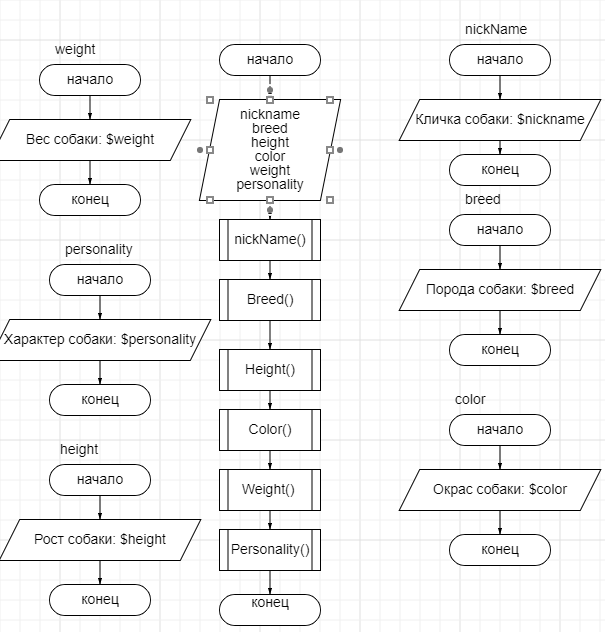 weight
начало
Вес собаки: $weight
конец
personality
начало
Характер собаки: $personality
конец
height
начало
Рост собаки: $height
конец
начало
nickname
breed
height
color
weight
personality
nickName()
Breed()
Height()
Color()
Weight()
Personality()
конец
nickName
начало
Кличка собаки: $nickname
конец
breed
начало
Порода собаки: $breed
конец
color
начало
Окрас собаки: $color
конец